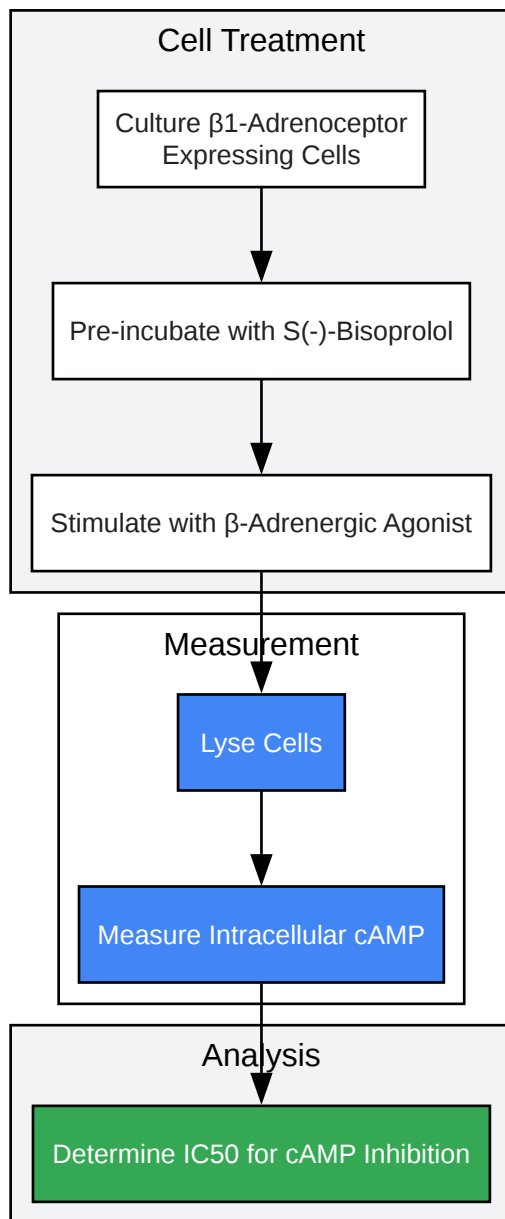 Cell Treatment
Culture β1-Adrenoceptor
Expressing Cells
Pre-incubate with S(-)-Bisoprolol
Stimulate with β-Adrenergic Agonist
Measurement
Lyse Cells
Measure Intracellular cAMP
Analysis
Determine IC50 for cAMP Inhibition